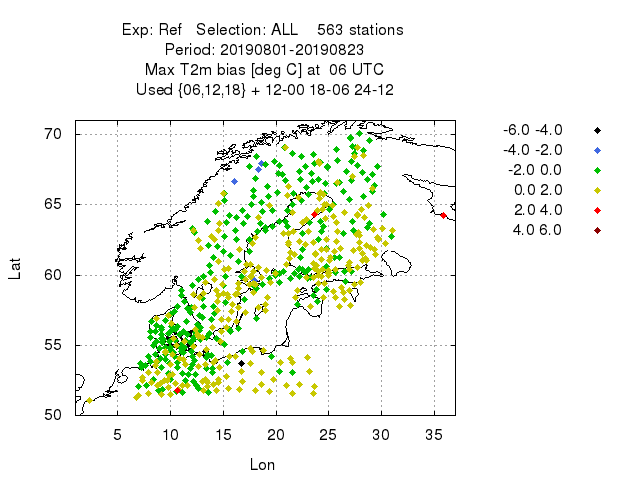 Exp: Ref   Selection: ALL    563 stations
Period: 20190801-20190823
Max T2m bias [deg C] at  06 UTC
Used {06,12,18} + 12-00 18-06 24-12
-6.0 -4.0
-4.0 -2.0
-2.0 0.0
0.0 2.0
2.0 4.0
4.0 6.0
70
65
60
55
50
Lat
5 10 15 20 25 30 35
Lon